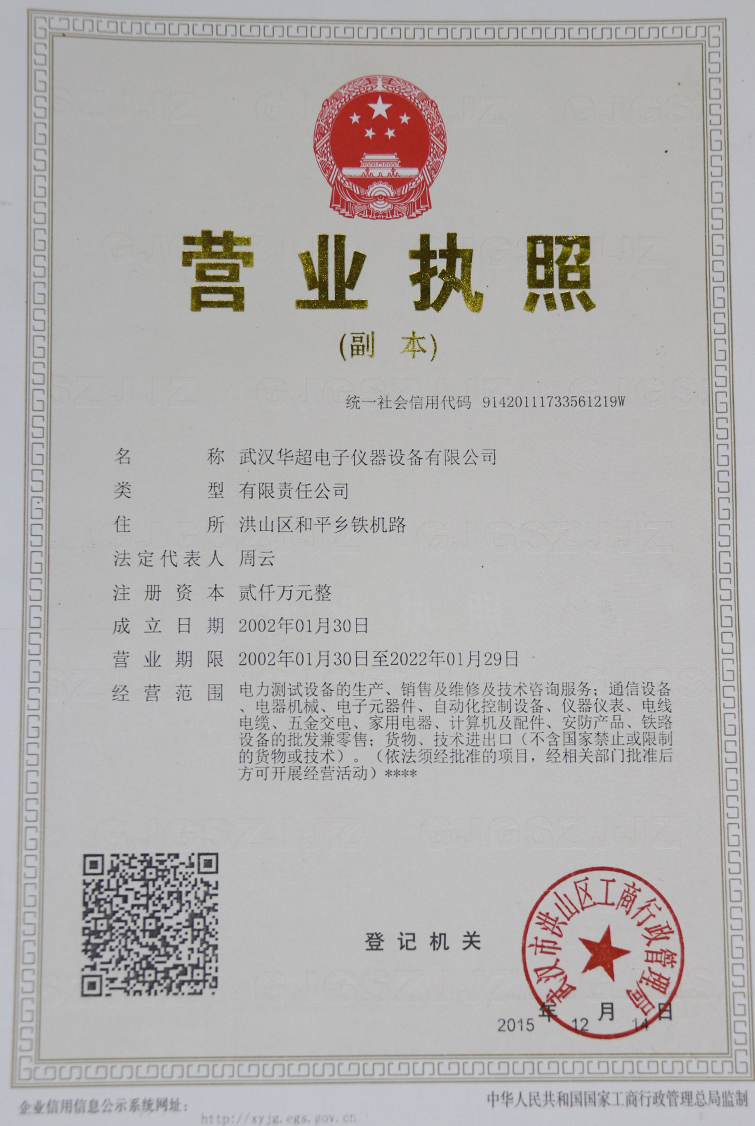 营业执照
(副 本)
统一社会信用代码 91420111733561219W
名 称 武汉华超电子仪器设备有限公司
类 型 有限责任公司
住 所 洪山区和平乡铁机路
法定代表人 周云
注册资本 贰仟万元整
成立日期 2002年01月30日
营业期限 2002年01月30日至2022年01月29日
经营范围 电力测试设备的生产、销售及维修及技术咨询服务；通信设备
、电器机械、电子元器件、自动化控制设备、仪器仪表、电线
电缆、五金交电、家用电器、计算机及配件、安防产品、铁路
设备的批发兼零售；货物、技术进出口（不含国家禁止或限制
的货物或技术）。（依法须经批准的项目，经相关部门批准后
方可开展经营活动）****
登记机关
武汉市洪山区工商行政管理局
2015年12月14日
企业信用信息公示系统网址：
http://xyjg.egs.gov.cn
中华人民共和国国家工商行政管理总局监制